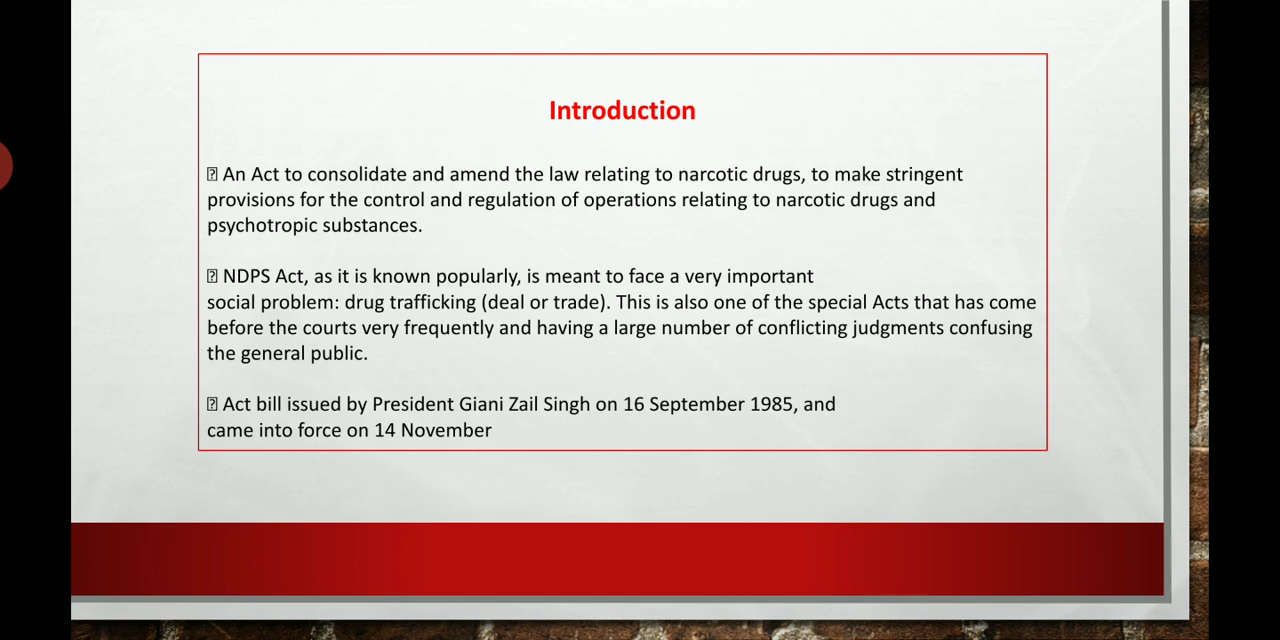 Introduction
⍰ An Act to consolidate and amend the law relating to narcotic drugs, to make stringent
provisions for the control and regulation of operations relating to narcotic drugs and
psychotropic substances.
⍰ NDPS Act, as it is known popularly, is meant to face a very important
social problem: drug trafficking (deal or trade). This is also one of the special Acts that has come
before the courts very frequently and having a large number of conflicting judgments confusing
the general public.
⍰ Act bill issued by President Giani Zail Singh on 16 September 1985, and
came into force on 14 November